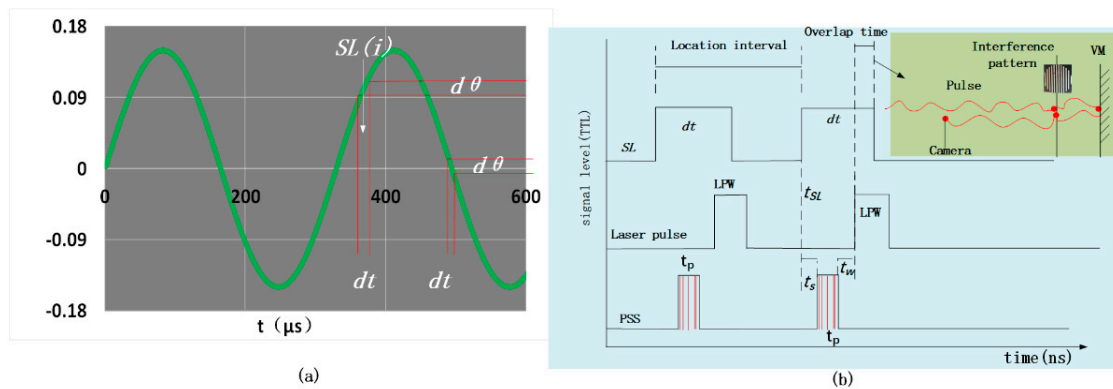 0.18
0.09
0
-0.09
-0.18
0
200
400
600
SL(i)
dθ
dθ
dt
dt
t (μs)
(a)
signal level(TTL)
Location interval
Overlap time
Interference
pattern
VM
Pulse
Camera
SL
dt
dt
t_SL
Laser pulse
LPW
LPW
t_p
t_s
t_w
PSS
t_p
time(ns)
(b)